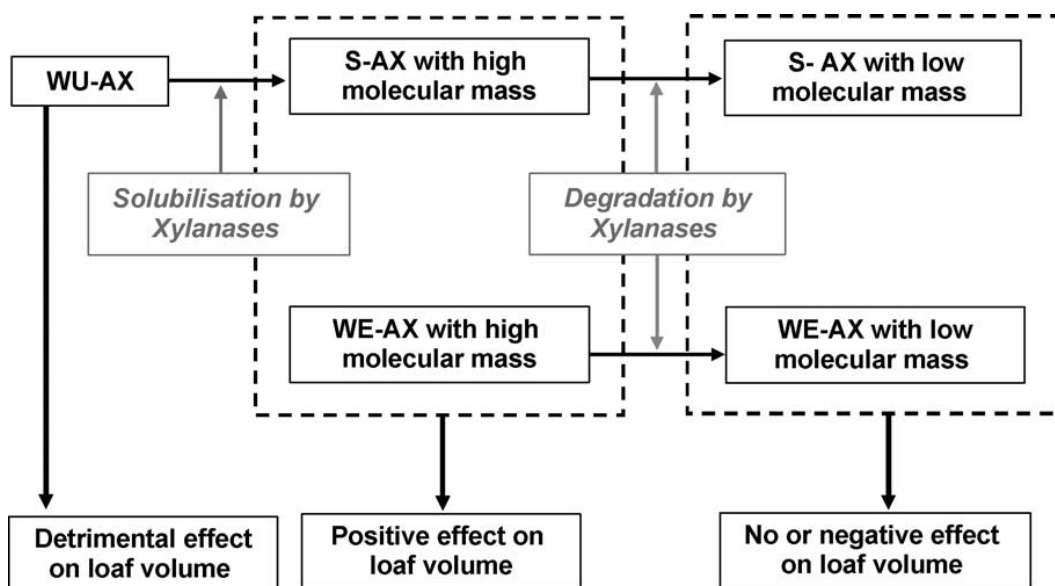 WU-AX
S-AX with high
molecular mass
S- AX with low
molecular mass
Solubilisation by
Xylanases
Degradation by
Xylanases
WE-AX with high
molecular mass
WE-AX with low
molecular mass
Detrimental effect
on loaf volume
Positive effect on
loaf volume
No or negative effect
on loaf volume